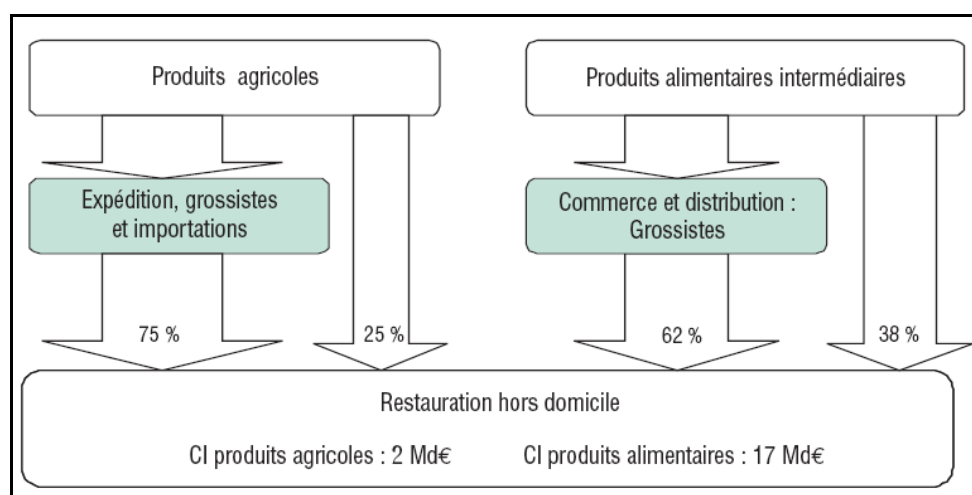 Produits agricoles
Produits alimentaires intermédiaires
Expédition, grossistes
et importations
Commerce et distribution :
Grossistes
75 %
25 %
62 %
38 %
Restauration hors domicile
CI produits agricoles : 2 Md€
CI produits alimentaires : 17 Md€